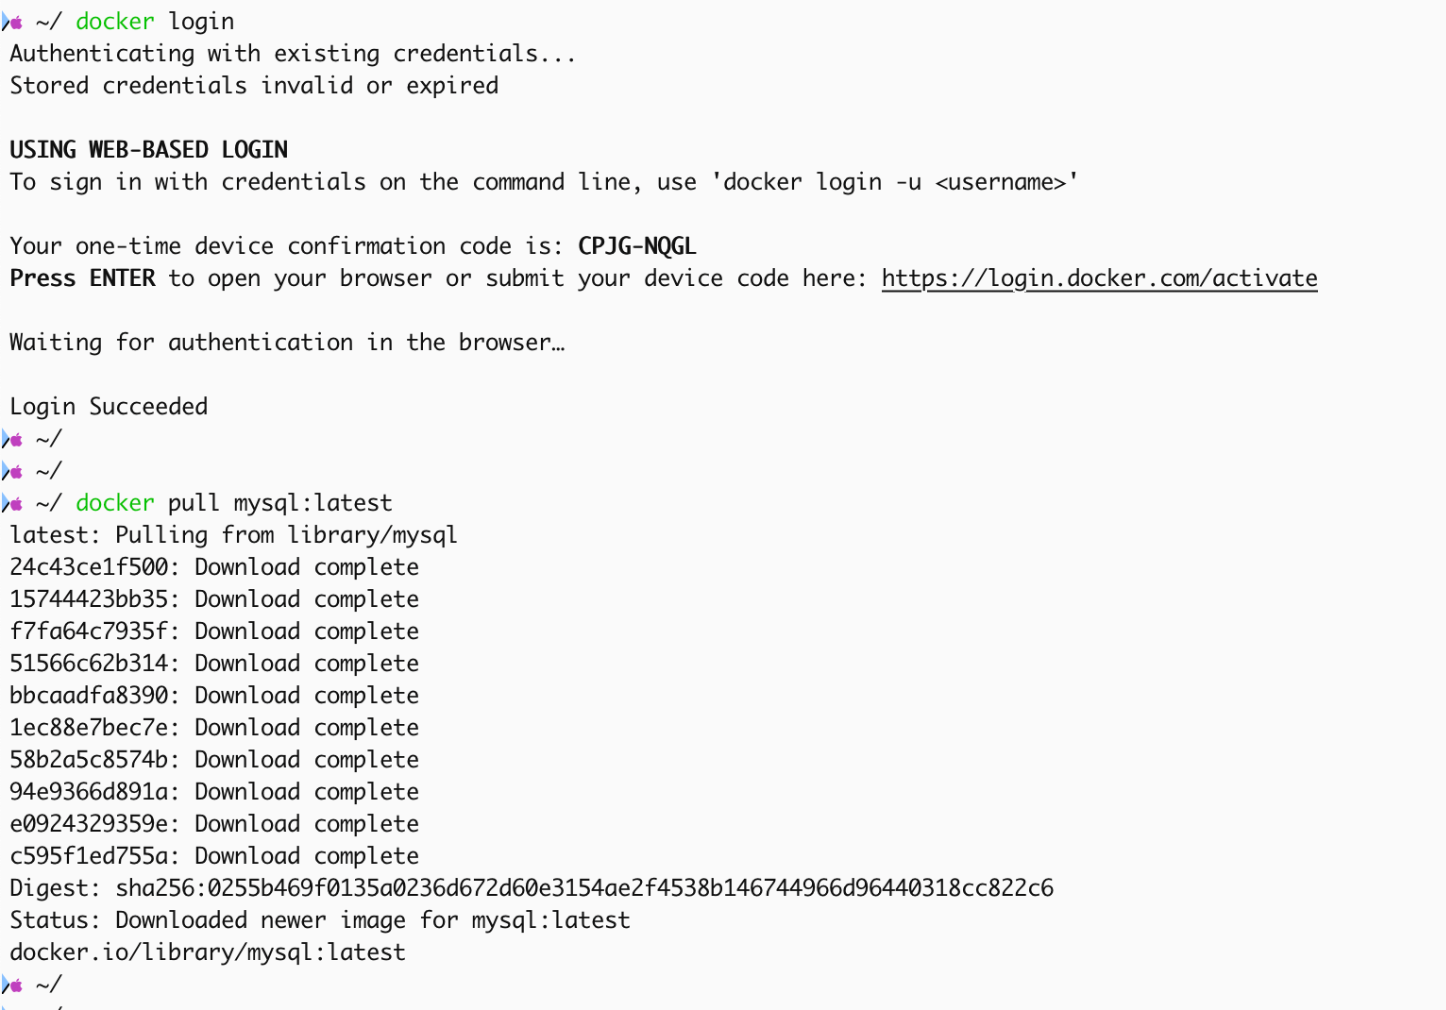 ~/ docker login
Authenticating with existing credentials...
Stored credentials invalid or expired
USING WEB-BASED LOGIN
To sign in with credentials on the command line, use 'docker login -u <username>'
Your one-time device confirmation code is: CPJG-NQGL
Press ENTER to open your browser or submit your device code here: https://login.docker.com/activate
Waiting for authentication in the browser…
Login Succeeded
~/
~/
~/ docker pull mysql:latest
latest: Pulling from library/mysql
24c43ce1f500: Download complete
15744423bb35: Download complete
f7fa64c7935f: Download complete
51566c62b314: Download complete
bbcaadfa8390: Download complete
1ec88e7bec7e: Download complete
58b2a5c8574b: Download complete
94e9366d891a: Download complete
e0924329359e: Download complete
c595f1ed755a: Download complete
Digest: sha256:0255b469f0135a0236d672d60e3154ae2f4538b146744966d96440318cc822c6
Status: Downloaded newer image for mysql:latest
docker.io/library/mysql:latest
~/